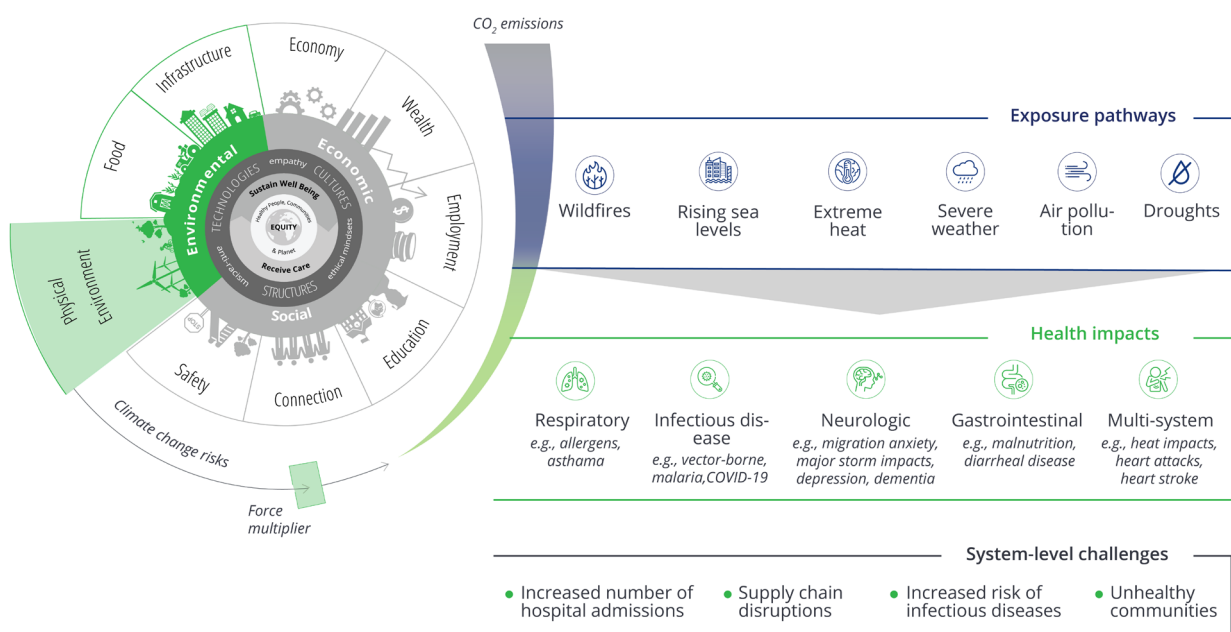 CO₂ emissions
Infrastructure
Economy
Wealth
Employment
Education
Connection
Safety
Physical
Environment
Food
Environmental
Economic
Social
TECHNOLOGIES
empathy
CULTURES
ethical mindsets
STRUCTURES
anti-racism
Sustain Well Being
Healthy People, Communities
EQUITY
& Planet
Receive Care
STOP
$
Climate change risks
Force
multiplier
Exposure pathways
Wildfires
Rising sea
levels
Extreme
heat
Severe
weather
Air pollu-
tion
Droughts
Health impacts
Respiratory
e.g., allergens,
asthma
Infectious dis-
ease
e.g., vector-borne,
malaria,COVID-19
Neurologic
e.g., migration anxiety,
major storm impacts,
depression, dementia
Gastrointestinal
e.g., malnutrition,
diarrheal disease
Multi-system
e.g., heat impacts,
heart attacks,
heart stroke
System-level challenges
Increased number of
hospital admissions
Supply chain
disruptions
Increased risk of
infectious diseases
Unhealthy
communities